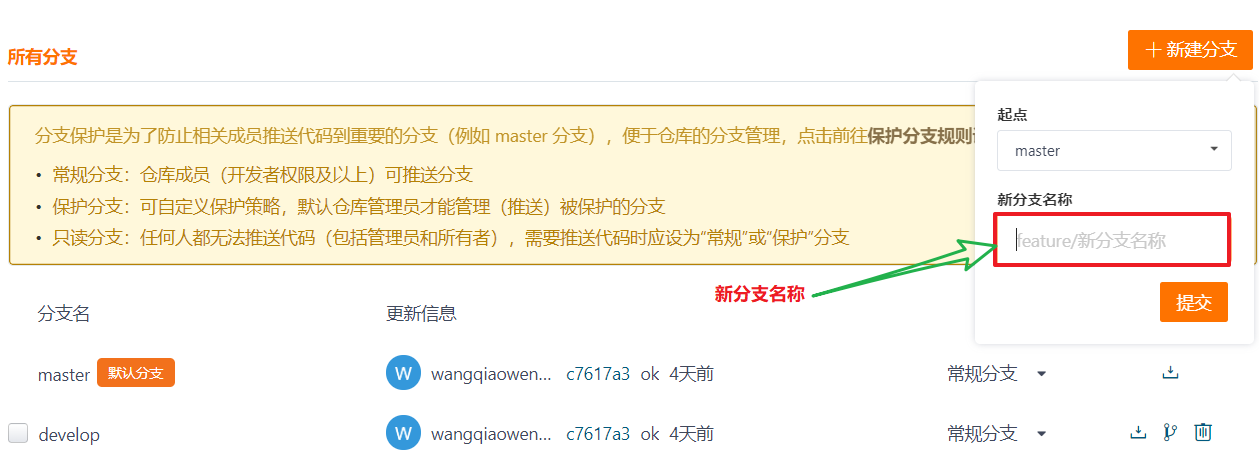 所有分支
+ 新建分支
分支保护是为了防止相关成员推送代码到重要的分支（例如 master 分支），便于仓库的分支管理，点击前往保护分支规则
• 常规分支：仓库成员（开发者权限及以上）可推送分支
• 保护分支：可自定义保护策略，默认仓库管理员才能管理（推送）被保护的分支
• 只读分支：任何人都无法推送代码（包括管理员和所有者），需要推送代码时应设为“常规”或“保护”分支
起点
master
新分支名称
feature/新分支名称
提交
新分支名称
分支名 更新信息
master 默认分支 W wangqiaowen... c7617a3 ok 4天前 常规分支
develop W wangqiaowen... c7617a3 ok 4天前 常规分支